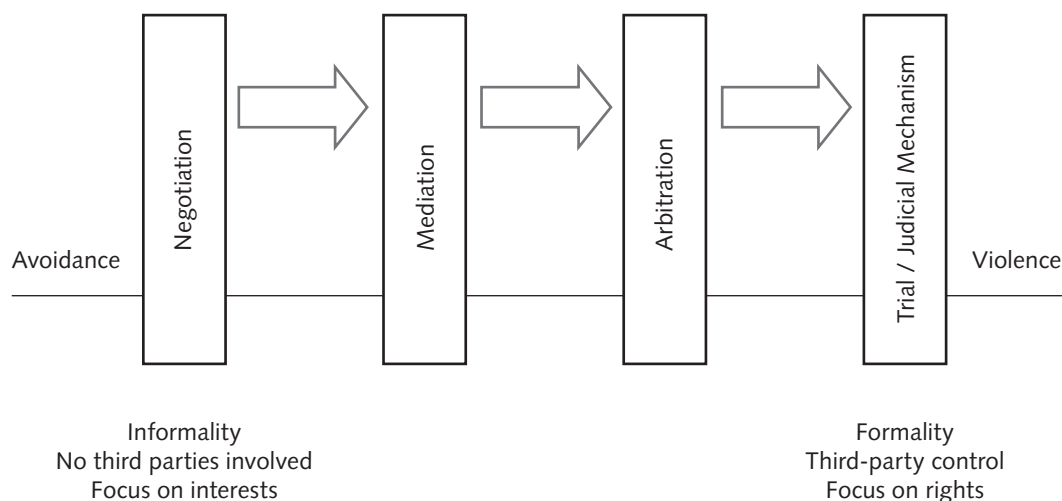 Negotiation
Mediation
Arbitration
Trial / Judicial Mechanism
Avoidance
Violence
Informality
No third parties involved
Focus on interests
Formality
Third-party control
Focus on rights